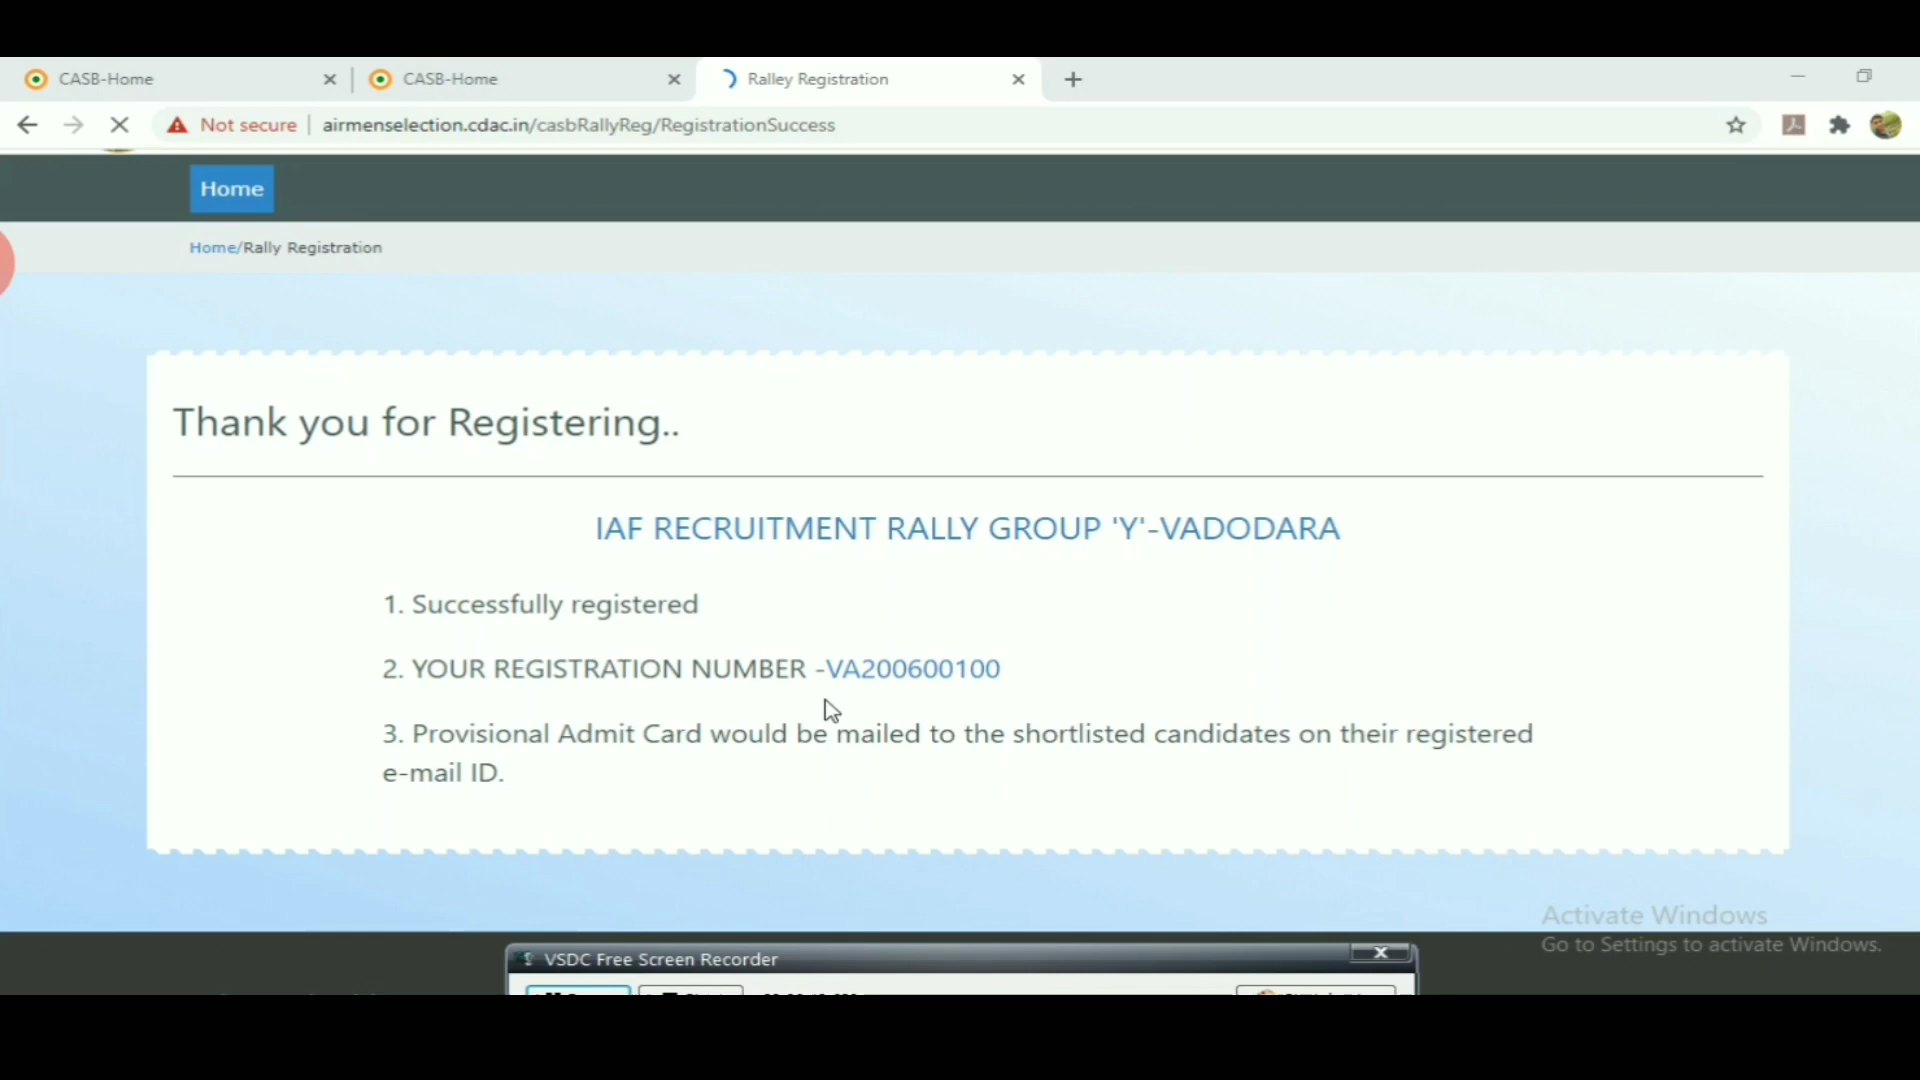 CASB-Home
CASB-Home
Ralley Registration
Not secure
airmenselection.cdac.in/casbRallyReg/RegistrationSuccess
Home
Home/Rally Registration
Thank you for Registering..
IAF RECRUITMENT RALLY GROUP 'Y'-VADODARA
1. Successfully registered
2. YOUR REGISTRATION NUMBER -VA200600100
3. Provisional Admit Card would be mailed to the shortlisted candidates on their registered
e-mail ID.
Activate Windows
Go to Settings to activate Windows.
VSDC Free Screen Recorder